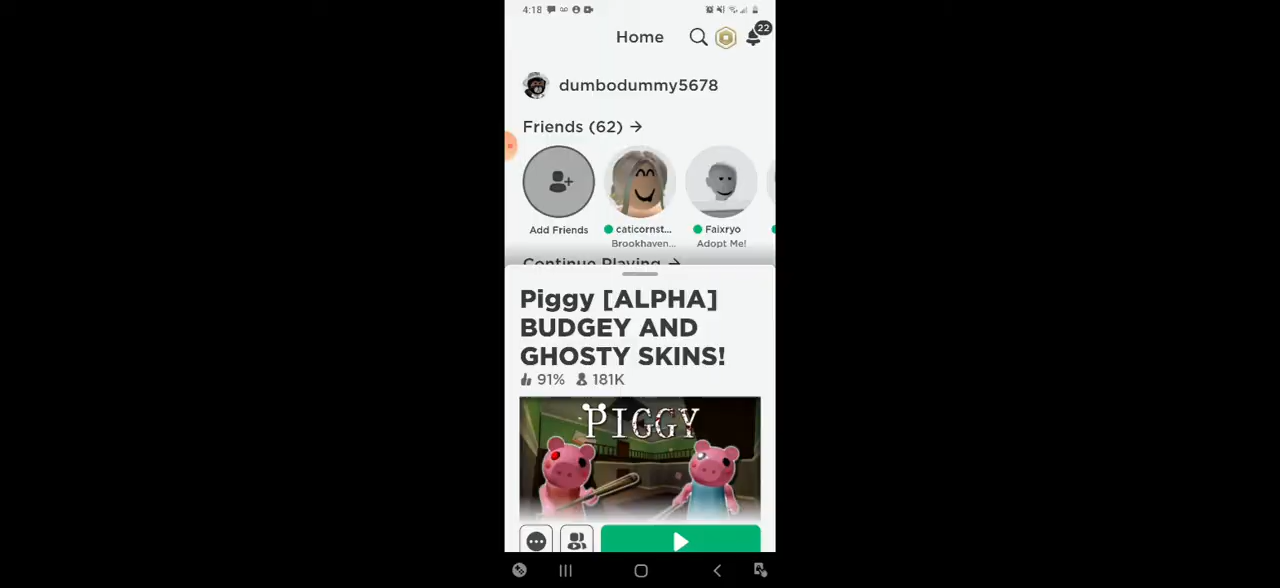 4:18
Home
22
dumbodummy5678
Friends (62) →
Add Friends
caticornst...
Brookhaven...
Faixryo
Adopt Me!
Continue Playing →
Piggy [ALPHA]
BUDGEY AND
GHOSTY SKINS!
91% 181K
PIGGY